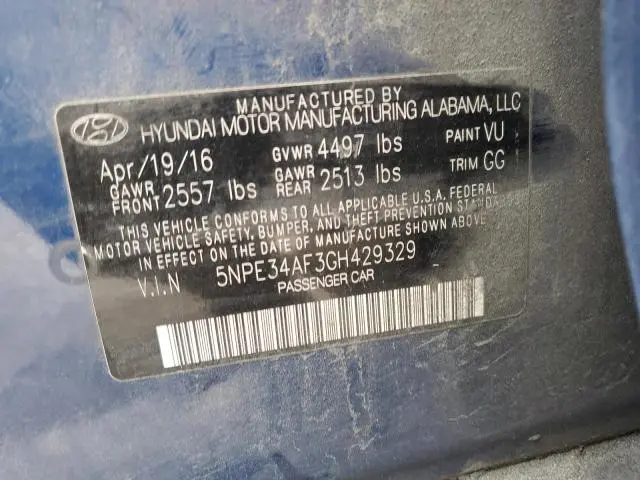 MANUFACTURED BY
HYUNDAI MOTOR MANUFACTURING ALABAMA, LLC
Apr/19/16 GVWR 4497 lbs PAINT VU
GAWR FRONT 2557 lbs GAWR REAR 2513 lbs TRIM GG
THIS VEHICLE CONFORMS TO ALL APPLICABLE U.S.A. FEDERAL
MOTOR VEHICLE SAFETY, BUMPER, AND THEFT PREVENTION STANDARDS
IN EFFECT ON THE DATE OF MANUFACTURE SHOWN ABOVE.
V.I.N 5NPE34AF3GH429329
PASSENGER CAR